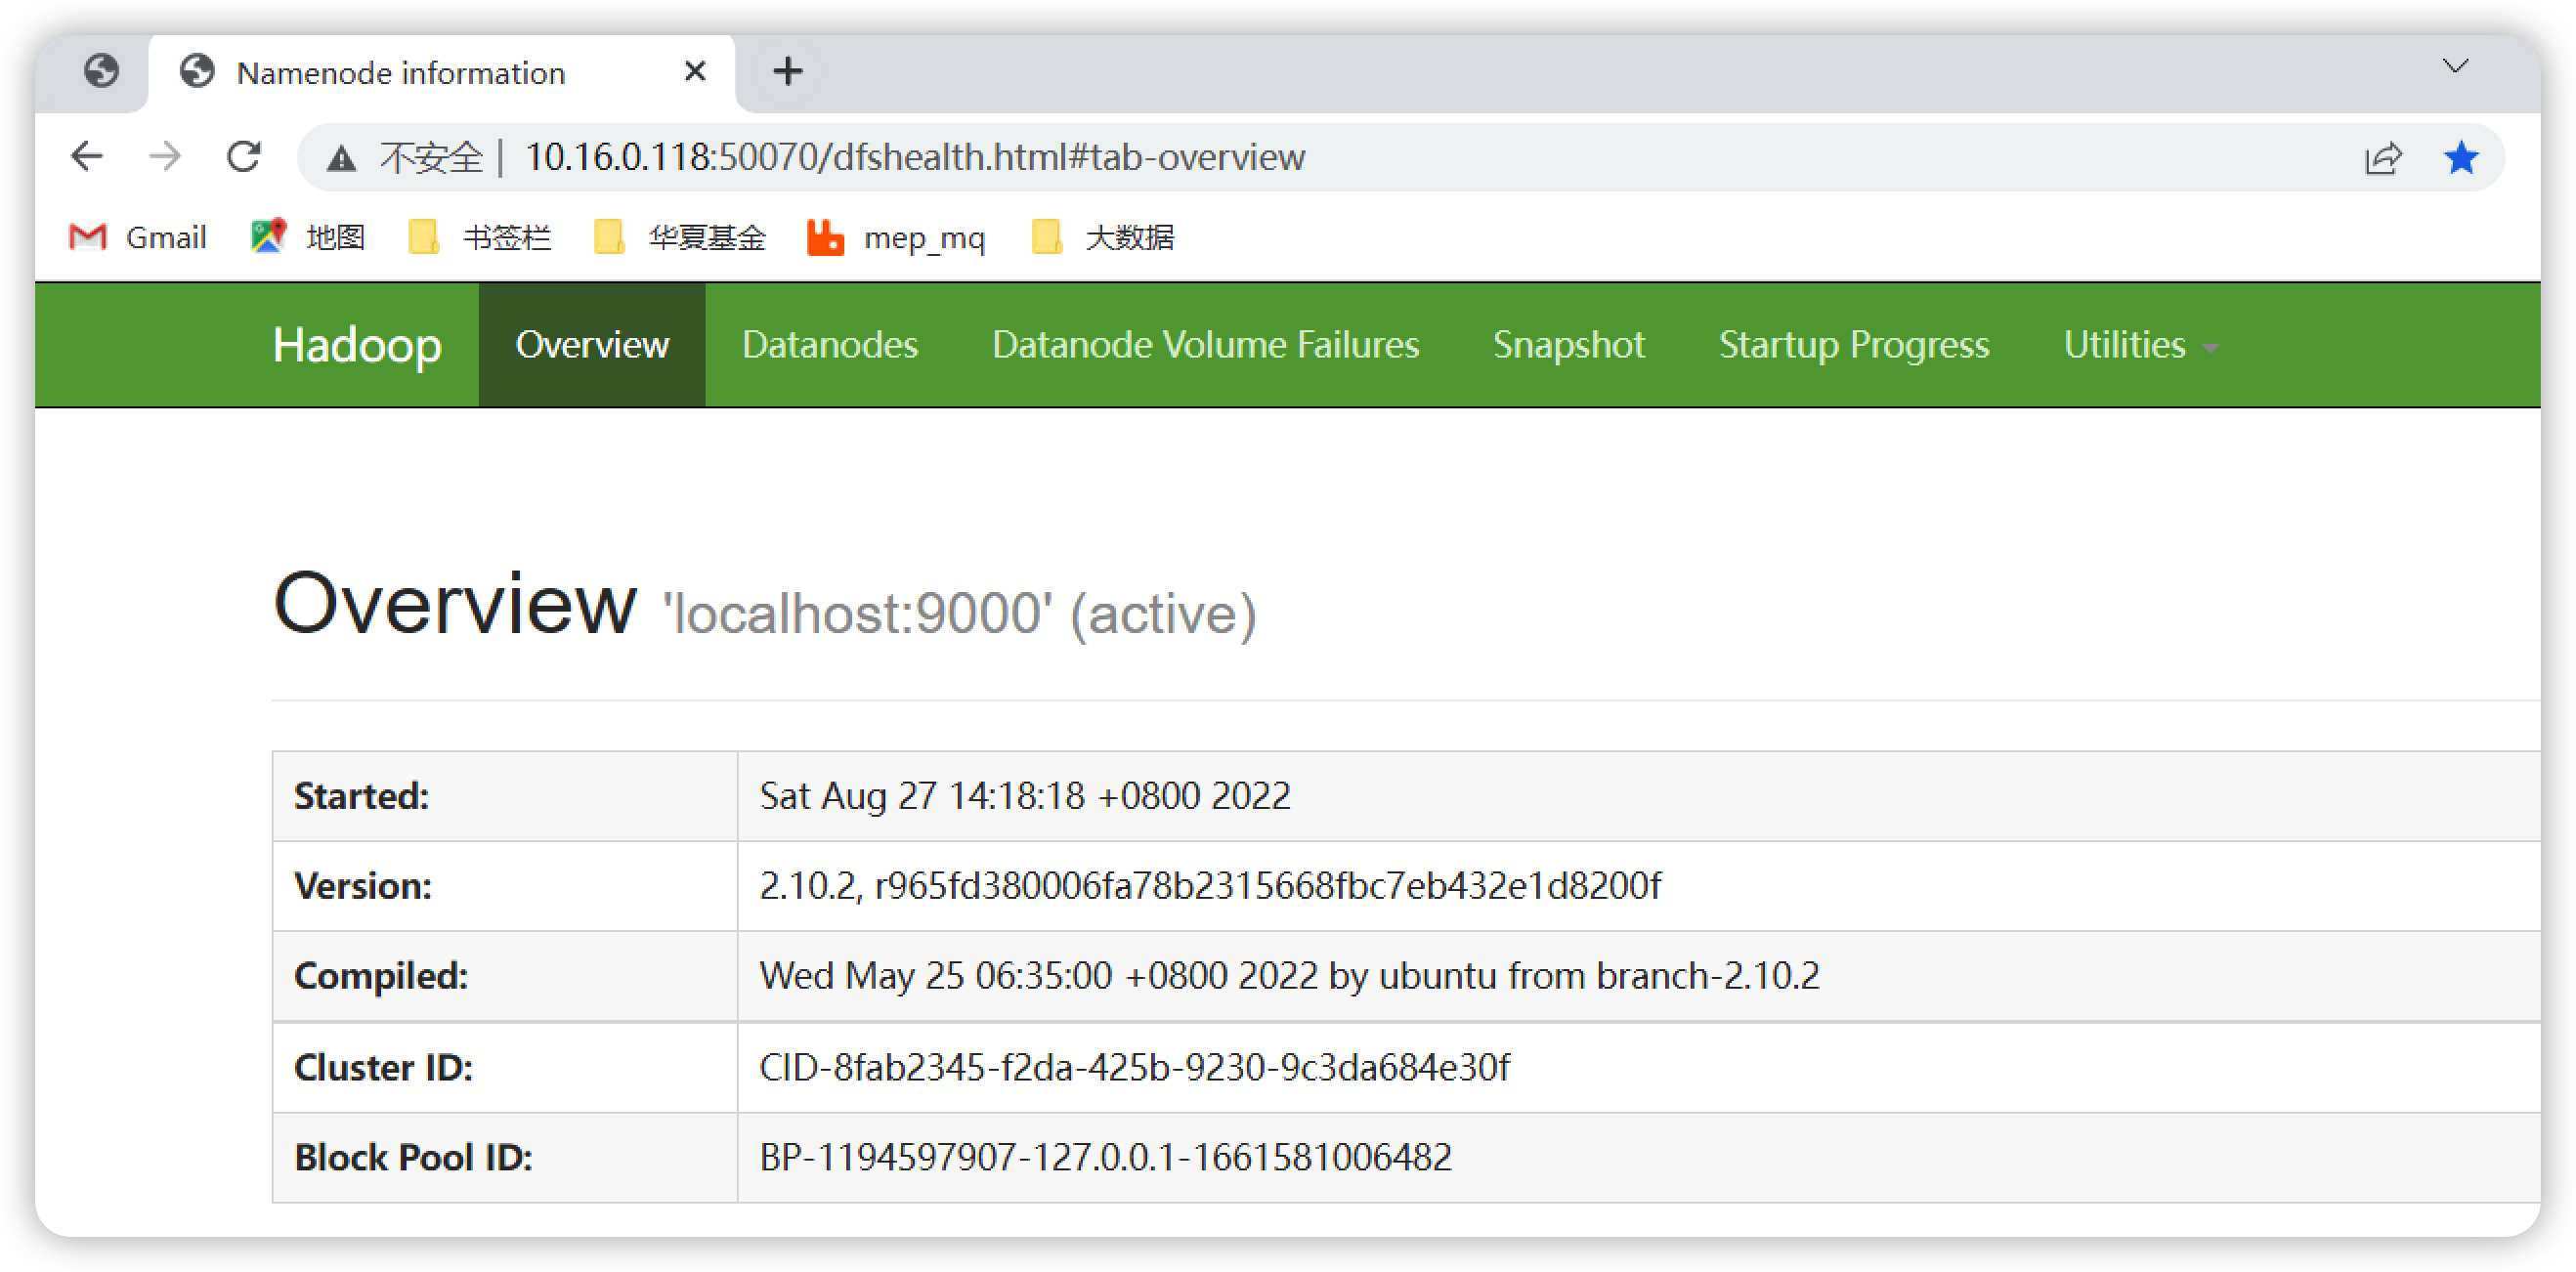 Namenode information
不安全 | 10.16.0.118:50070/dfshealth.html#tab-overview
Gmail 地图 书签栏 华夏基金 mep_mq 大数据
Hadoop Overview Datanodes Datanode Volume Failures Snapshot Startup Progress Utilities
Overview 'localhost:9000' (active)
Started: Sat Aug 27 14:18:18 +0800 2022
Version: 2.10.2, r965fd380006fa78b2315668fbc7eb432e1d8200f
Compiled: Wed May 25 06:35:00 +0800 2022 by ubuntu from branch-2.10.2
Cluster ID: CID-8fab2345-f2da-425b-9230-9c3da684e30f
Block Pool ID: BP-1194597907-127.0.0.1-1661581006482